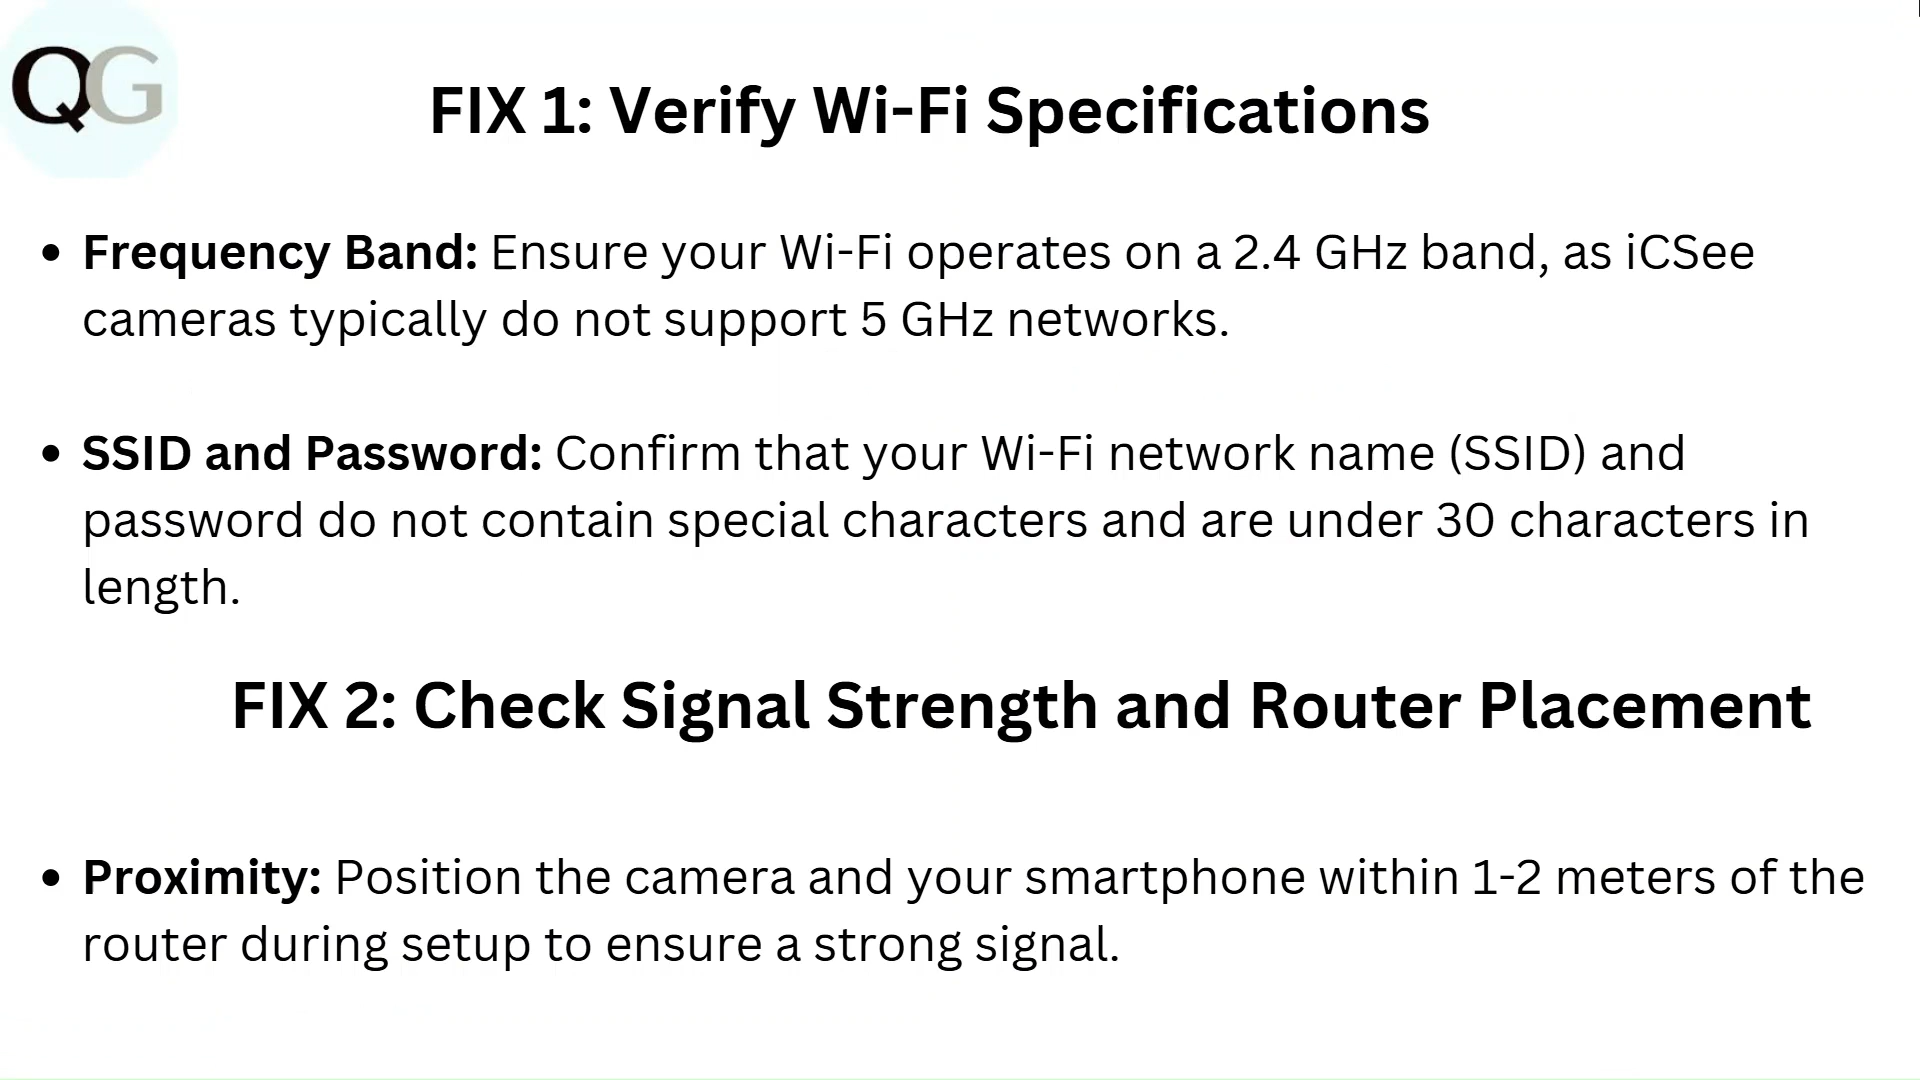 QG
FIX 1: Verify Wi-Fi Specifications
• Frequency Band: Ensure your Wi-Fi operates on a 2.4 GHz band, as iCSee
cameras typically do not support 5 GHz networks.
• SSID and Password: Confirm that your Wi-Fi network name (SSID) and
password do not contain special characters and are under 30 characters in
length.
FIX 2: Check Signal Strength and Router Placement
• Proximity: Position the camera and your smartphone within 1-2 meters of the
router during setup to ensure a strong signal.